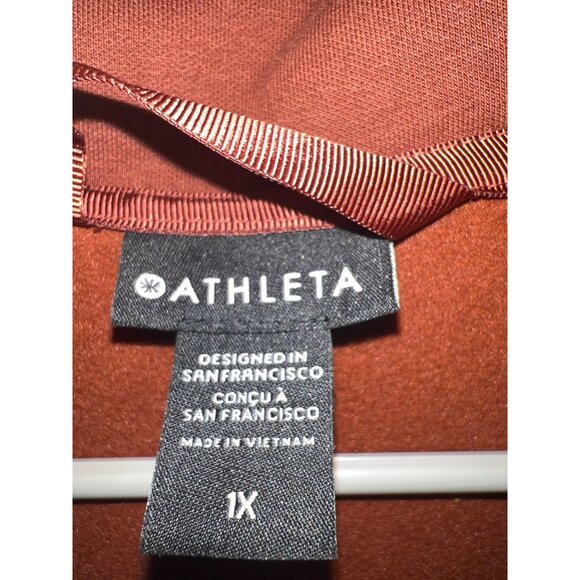 ATHLETA
DESIGNED IN
SAN FRANCISCO
CONÇU À
SAN FRANCISCO
MADE IN VIETNAM
1X